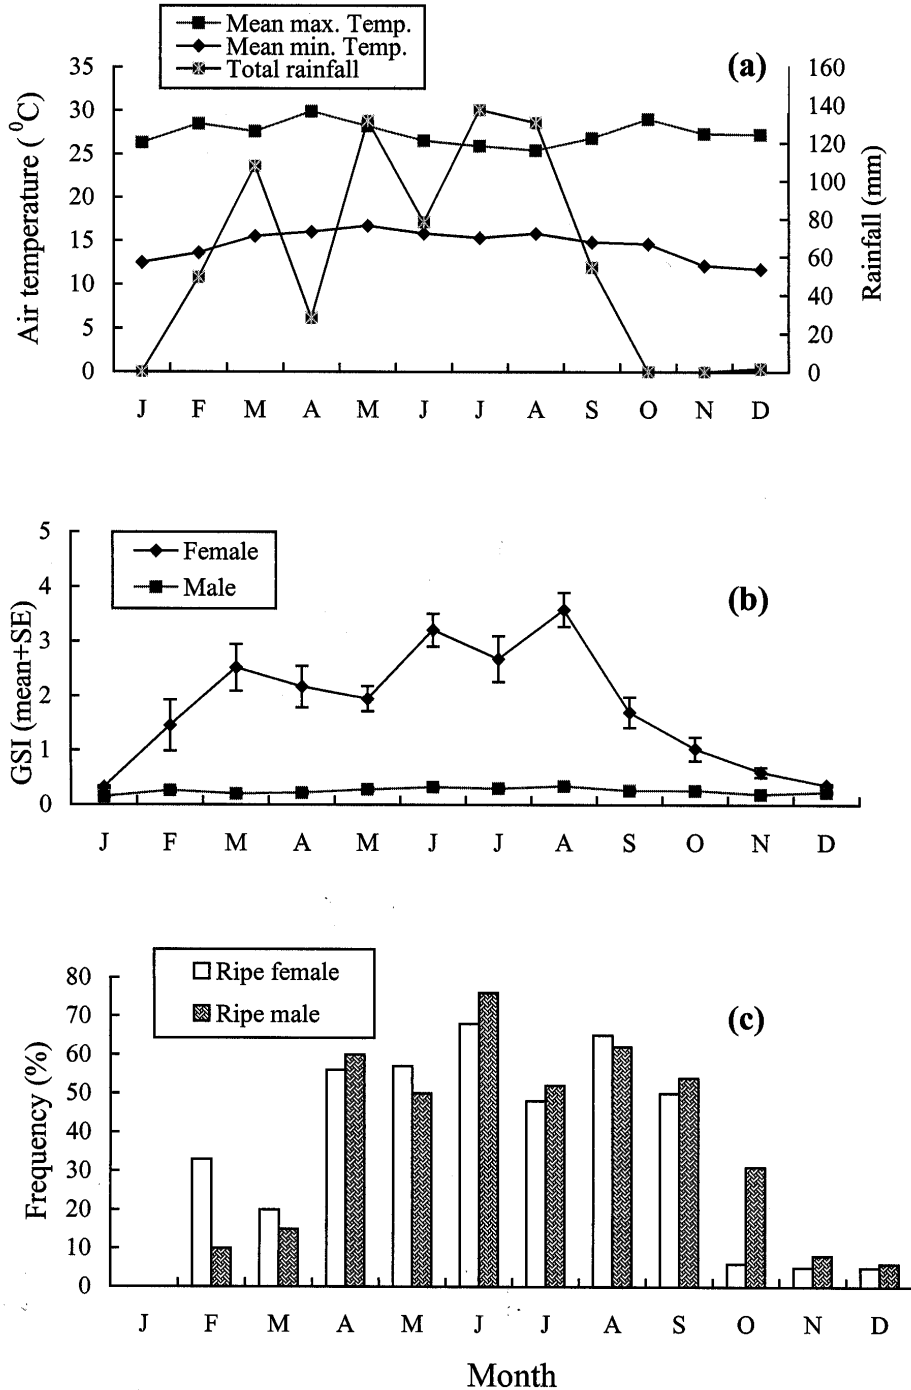 Mean max. Temp.
Mean min. Temp.
Total rainfall
(a)
Air temperature ( ⁰C)
35
30
25
20
15
10
5
0
160
140
120
100
80
60
40
20
0
Rainfall (mm)
J F M A M J J A S O N D
Female
Male
(b)
GSI (mean+SE)
5
4
3
2
1
0
J F M A M J J A S O N D
Ripe female
Ripe male
(c)
Frequency (%)
80
70
60
50
40
30
20
10
0
J F M A M J J A S O N D
Month